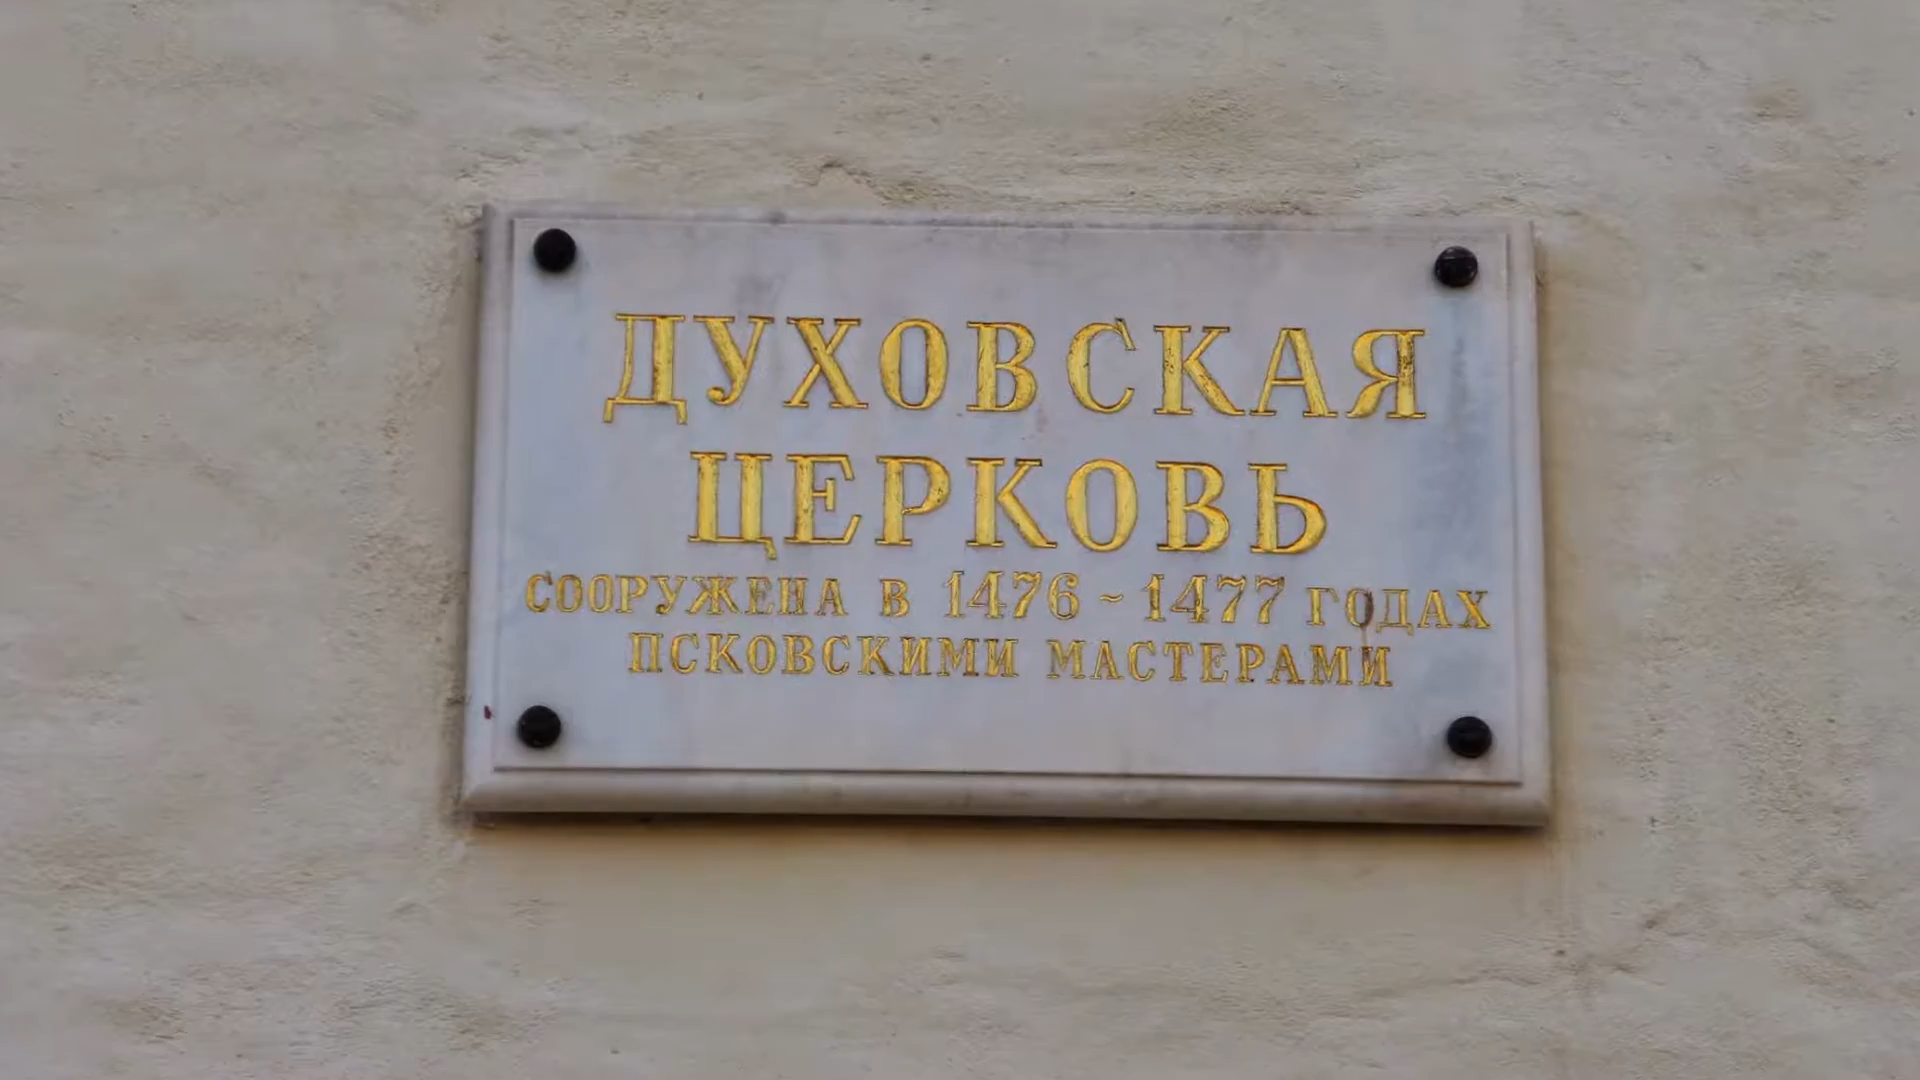 ДУХОВСКАЯ
ЦЕРКОВЬ
СООРУЖЕНА В 1476 ~ 1477 ГОДАХ
ПСКОВСКИМИ МАСТЕРАМИ